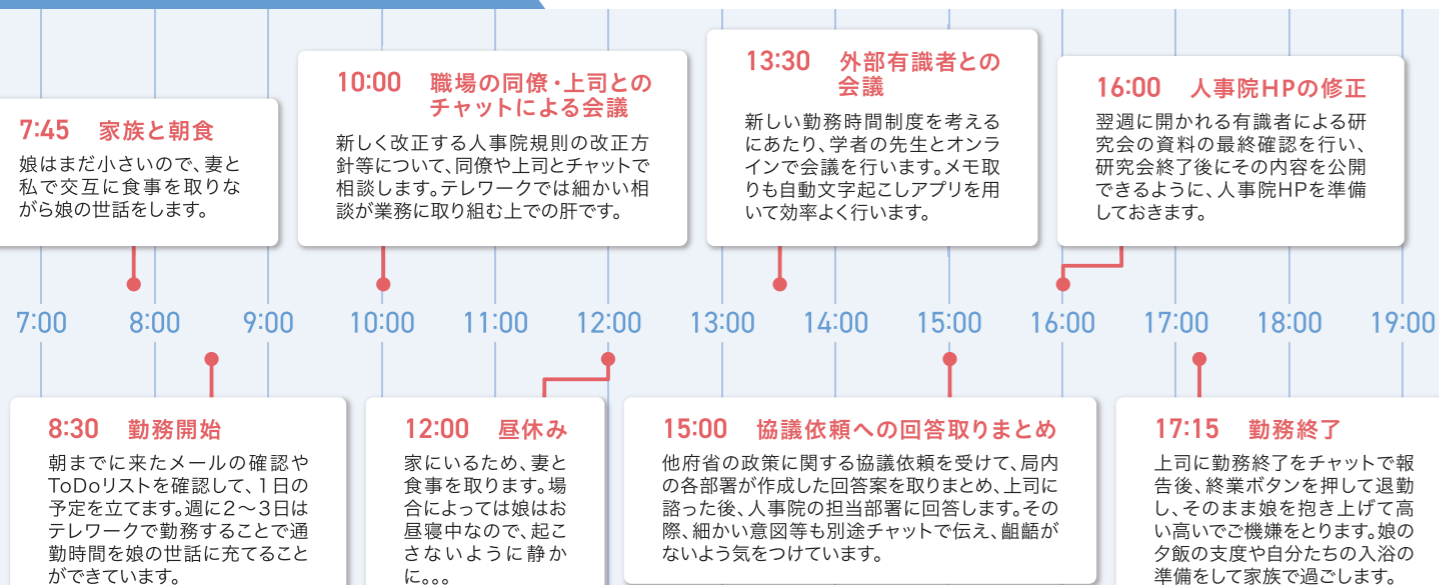 7:45 家族と朝食
娘はまだ小さいので、妻と
私で交互に食事を取りな
がら娘の世話をします。
10:00 職場の同僚・上司との
チャットによる会議
新しく改正する人事院規則の改正方
針等について、同僚や上司とチャットで
相談します。テレワークでは細かい相
談が業務に取り組む上での肝です。
13:30 外部有識者との
会議
新しい勤務時間制度を考える
にあたり、学者の先生とオンラ
インで会議を行います。メモ取
りも自動文字起こしアプリを用
いて効率よく行います。
16:00 人事院HPの修正
翌週に開かれる有識者による研
究会の資料の最終確認を行い、
研究会終了後にその内容を公開
できるように、人事院HPを準備
しておきます。
7:00 8:00 9:00 10:00 11:00 12:00 13:00 14:00 15:00 16:00 17:00 18:00 19:00
8:30 勤務開始
朝までに来たメールの確認や
ToDoリストを確認して、1日の
予定を立てます。週に2～3日は
テレワークで勤務することで通
勤時間を娘の世話に充てること
ができています。
12:00 昼休み
家にいるため、妻と
食事を取ります。場
合によっては娘はお
昼寝中なので、起こ
さないように静か
に。。。
15:00 協議依頼への回答取りまとめ
他府省の政策に関する協議依頼を受けて、局内
の各部署が作成した回答案を取りまとめ、上司に
諮った後、人事院の担当部署に回答します。その
際、細かい意図等も別途チャットで伝え、齟齬が
ないよう気をつけています。
17:15 勤務終了
上司に勤務終了をチャットで報
告後、終業ボタンを押して退勤
し、そのまま娘を抱き上げて高
い高いでご機嫌をとります。娘の
夕飯の支度や自分たちの入浴の
準備をして家族で過ごします。